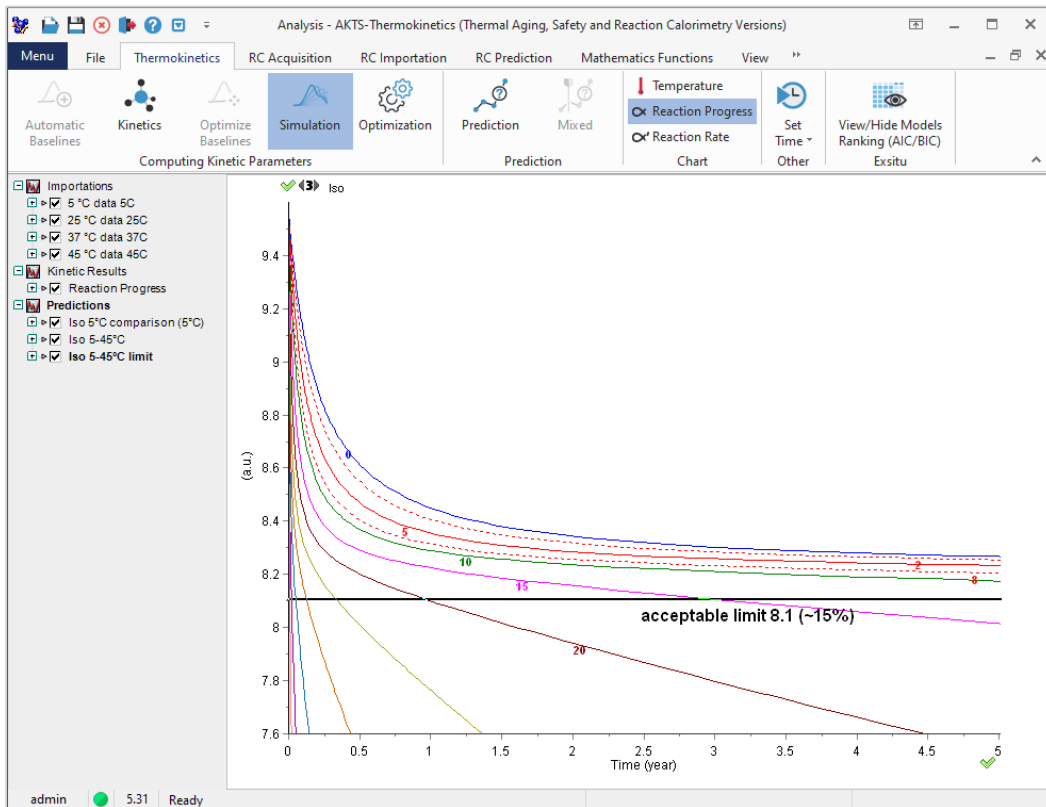 Analysis - AKTS-Thermokinetics (Thermal Aging, Safety and Reaction Calorimetry Versions)
Menu File Thermokinetics RC Acquisition RC Importation RC Prediction Mathematics Functions View
Automatic Baselines
Kinetics
Optimize Baselines
Simulation
Optimization
Computing Kinetic Parameters
Prediction
Mixed
Prediction
Temperature
α Reaction Progress
α' Reaction Rate
Chart
Set Time
Other
View/Hide Models Ranking (AIC/BIC)
Exsitu
Importations
5 °C data 5C
25 °C data 25C
37 °C data 37C
45 °C data 45C
Kinetic Results
Reaction Progress
Predictions
Iso 5°C comparison (5°C)
Iso 5-45°C
Iso 5-45°C limit
3 Iso
9.4
9.2
9
8.8
8.6
8.4
8.2
8
7.8
7.6
(a.u.)
0
5
10
15
20
2
8
acceptable limit 8.1 (~15%)
0 0.5 1 1.5 2 2.5 3 3.5 4 4.5 5
Time (year)
admin 5.31 Ready